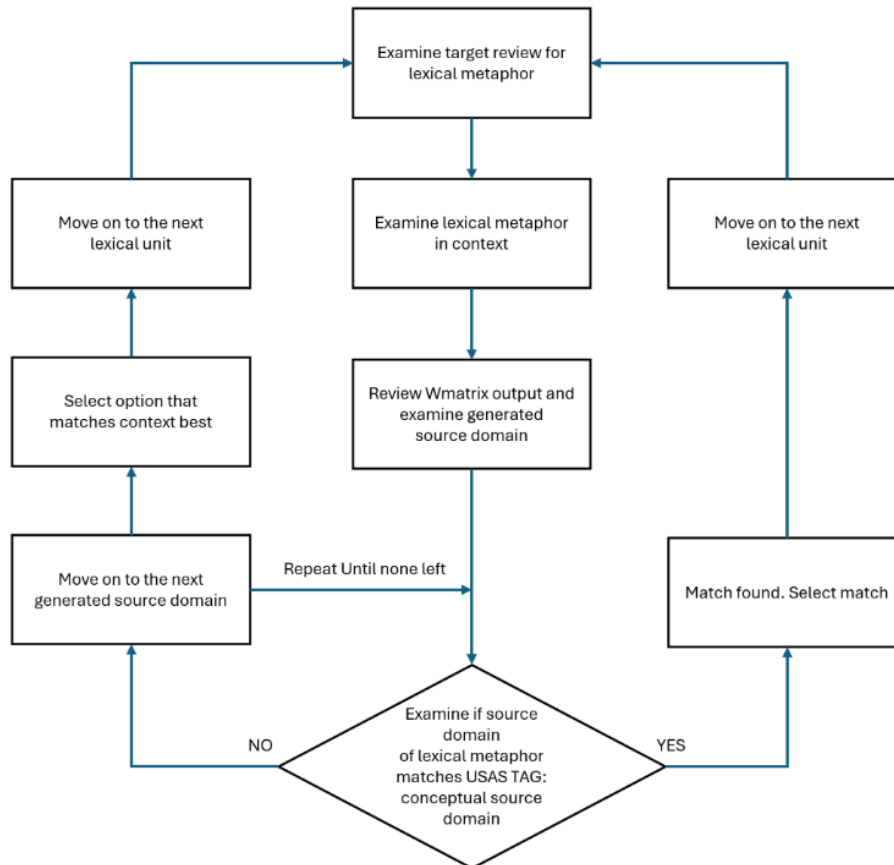 Examine target review for
lexical metaphor
Move on to the next
lexical unit
Examine lexical metaphor
in context
Move on to the next
lexical unit
Select option that
matches context best
Review Wmatrix output and
examine generated
source domain
Move on to the next
generated source domain
Repeat Until none left
Match found. Select match
Examine if source
domain
of lexical metaphor
matches USAS TAG:
conceptual source
domain
NO
YES